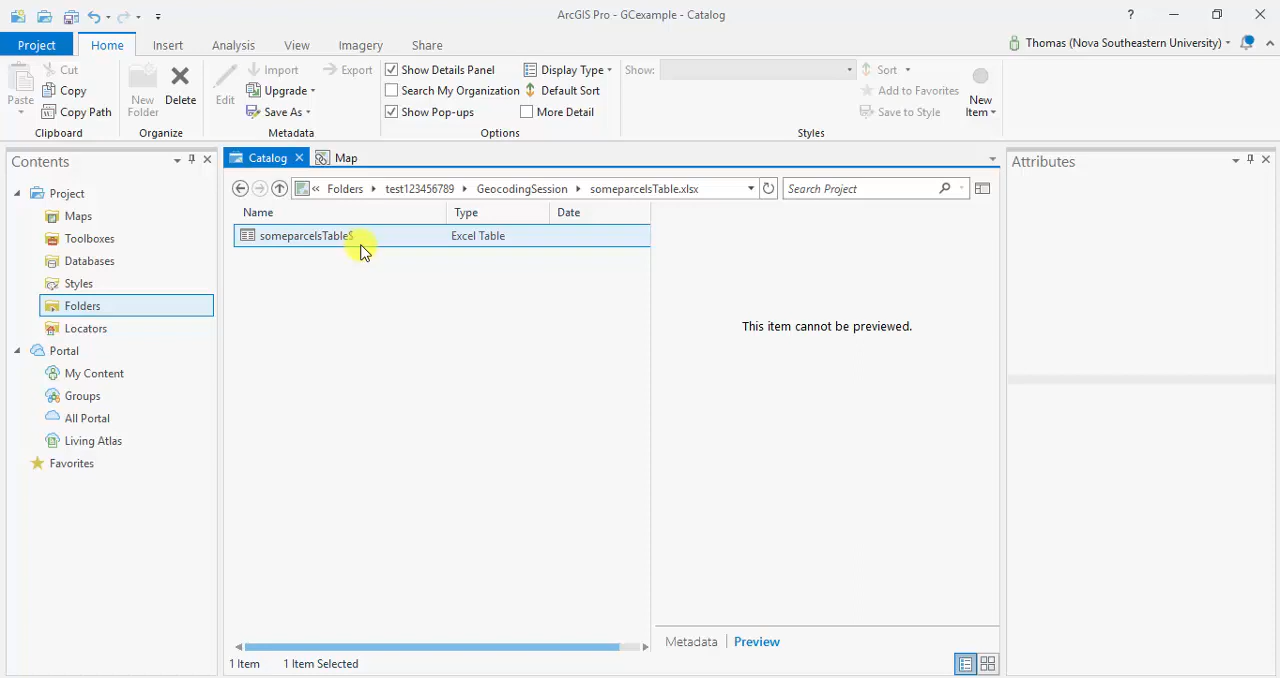 ArcGIS Pro - GCexample - Catalog
?
Project
Home
Insert
Analysis
View
Imagery
Share
Thomas (Nova Southeastern University)
Paste
Cut
Copy
Copy Path
Clipboard
New Folder
Delete
Organize
Edit
Import
Export
Upgrade
Save As
Metadata
Show Details Panel
Search My Organization
Show Pop-ups
Display Type
Default Sort
More Detail
Options
Show:
Sort
Add to Favorites
Save to Style
New Item
Styles
Contents
Project
Maps
Toolboxes
Databases
Styles
Folders
Locators
Portal
My Content
Groups
All Portal
Living Atlas
Favorites
Catalog
Map
« Folders test123456789 GeocodingSession someparcelsTable.xlsx
Search Project
Name Type Date
someparcelsTable$ Excel Table
This item cannot be previewed.
Metadata Preview
1 Item 1 Item Selected
Attributes